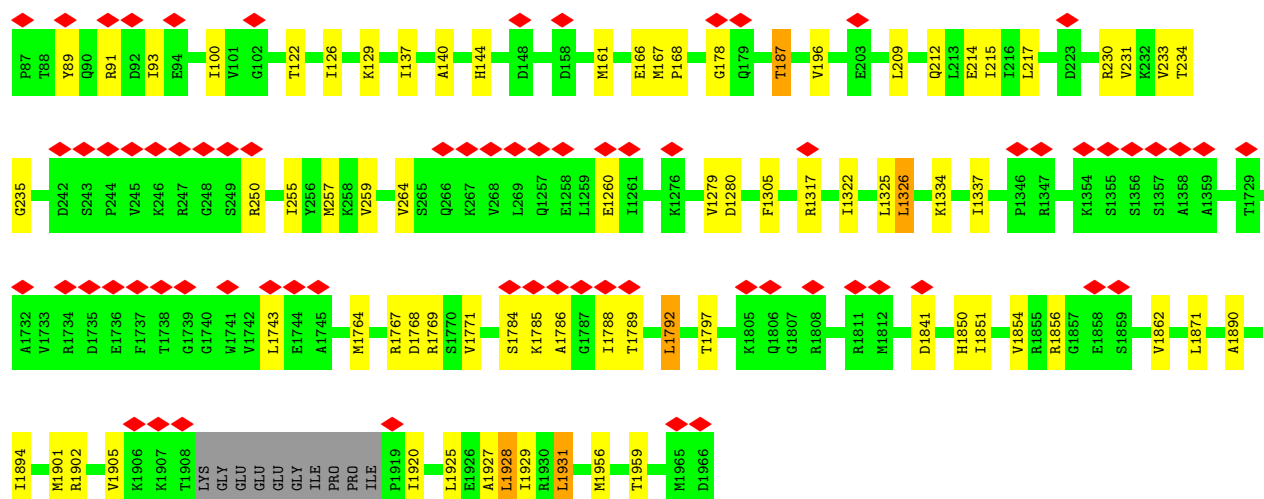 P87 T88 Y89 Q90 R91 D92 I93 E94 I100 V101 G102 T122 I126 K129 I137 A140 H144 D148 D158 M161 E166 M167 P168 G178 Q179 T187 V196 E203 L209 Q212 L213 E214 I215 I216 L217 D223 R230 V231 K232 V233 T234
G235 D242 S243 P244 V245 K246 R247 G248 S249 R250 I255 Y256 M257 K258 V259 V264 S265 Q266 K267 V268 L269 Q1257 E1258 L1259 E1260 I1261 K1276 V1279 D1280 F1305 R1317 I1322 L1325 L1326 K1334 I1337 P1346 R1347 K1354 S1355 S1356 S1357 A1358 A1359 T1729
A1732 V1733 R1734 D1735 E1736 F1737 T1738 G1739 G1740 W1741 V1742 L1743 E1744 A1745 M1764 R1767 D1768 R1769 S1770 V1771 S1784 K1785 A1786 G1787 I1788 T1789 L1792 T1797 K1805 Q1806 G1807 R1808 R1811 M1812 D1841 H1850 I1851 V1854 R1855 R1856 G1857 E1858 S1859 V1862 L1871 A1890
I1894 M1901 R1902 V1905 K1906 K1907 T1908 LYS GLY GLU GLU GLU GLY ILE PRO PRO ILE P1919 I1920 L1925 E1926 A1927 L1928 I1929 R1930 L1931 M1956 T1959 M1965 D1966